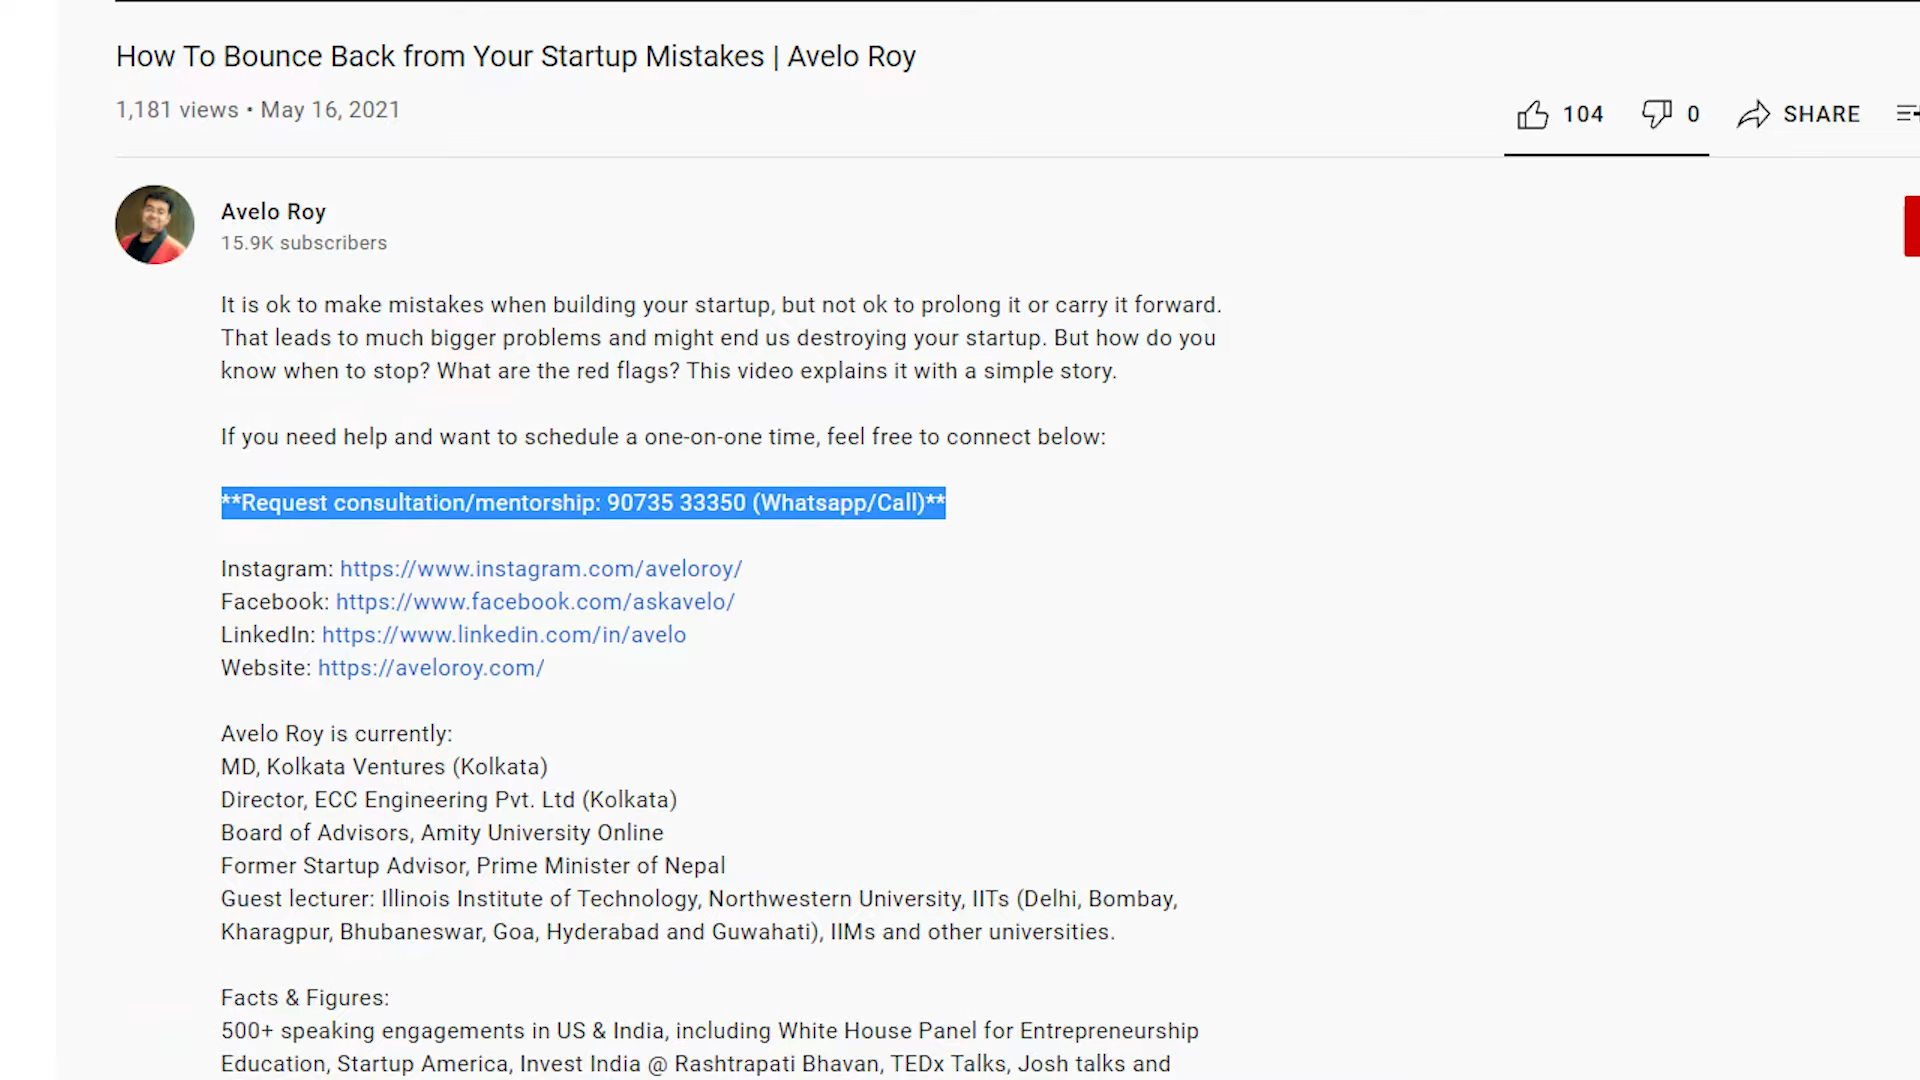 How To Bounce Back from Your Startup Mistakes | Avelo Roy
1,181 views • May 16, 2021
104 0 SHARE
Avelo Roy
15.9K subscribers
It is ok to make mistakes when building your startup, but not ok to prolong it or carry it forward.
That leads to much bigger problems and might end us destroying your startup. But how do you
know when to stop? What are the red flags? This video explains it with a simple story.
If you need help and want to schedule a one-on-one time, feel free to connect below:
**Request consultation/mentorship: 90735 33350 (Whatsapp/Call)**
Instagram: https://www.instagram.com/aveloroy/
Facebook: https://www.facebook.com/askavelo/
LinkedIn: https://www.linkedin.com/in/avelo
Website: https://aveloroy.com/
Avelo Roy is currently:
MD, Kolkata Ventures (Kolkata)
Director, ECC Engineering Pvt. Ltd (Kolkata)
Board of Advisors, Amity University Online
Former Startup Advisor, Prime Minister of Nepal
Guest lecturer: Illinois Institute of Technology, Northwestern University, IITs (Delhi, Bombay,
Kharagpur, Bhubaneswar, Goa, Hyderabad and Guwahati), IIMs and other universities.
Facts & Figures:
500+ speaking engagements in US & India, including White House Panel for Entrepreneurship
Education, Startup America, Invest India @ Rashtrapati Bhavan, TEDx Talks, Josh talks and